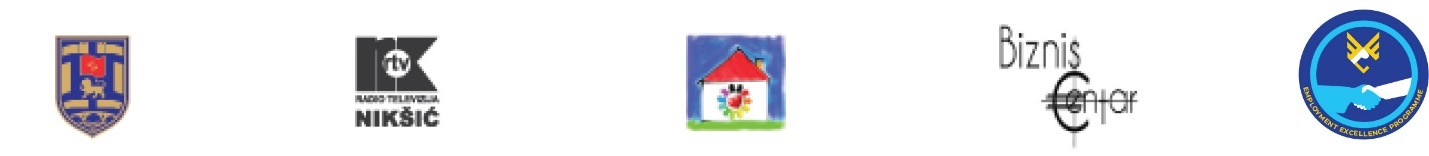 rtv
RADIO TELEVIZIJA
NIKŠIĆ
Biznis
Centar
EMPLOYMENT EXCELLENCE PROGRAMME